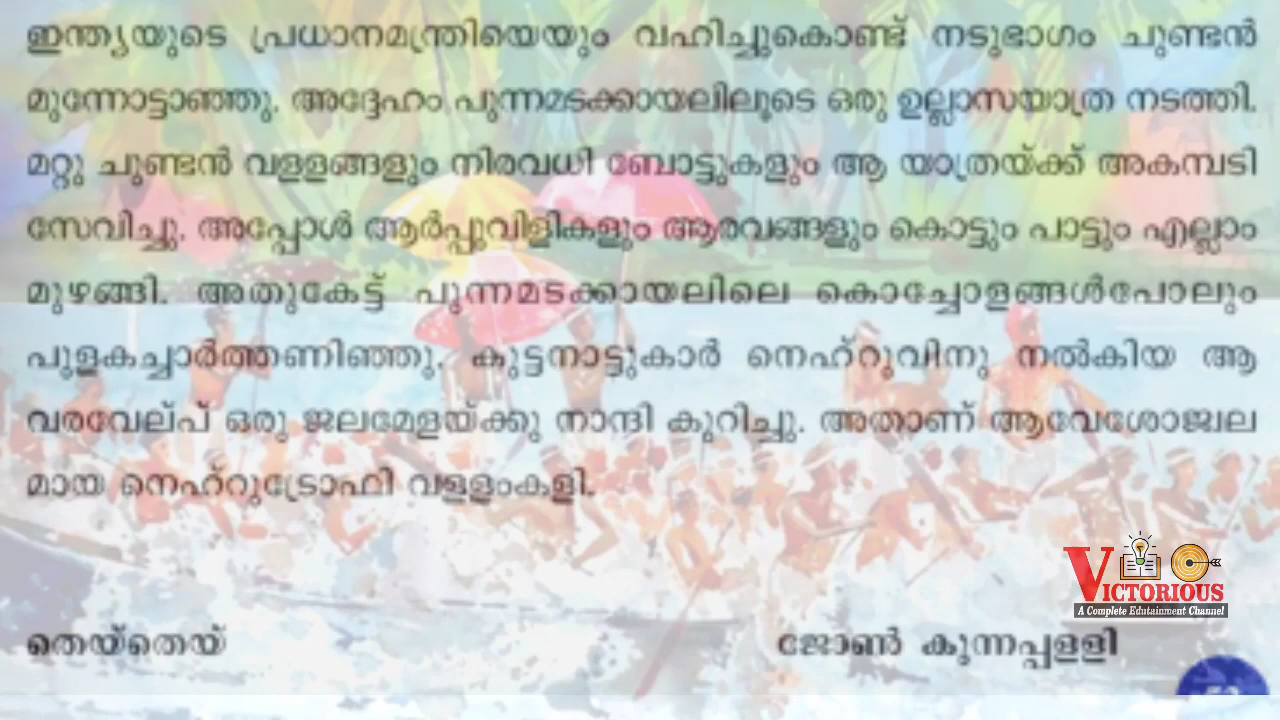 ഇന്ത്യയുടെ പ്രധാനമന്ത്രിയെയും വഹിച്ചുകൊണ്ട് നടുഭാഗം ചുണ്ടൻ
മുന്നോട്ടാഞ്ഞു. അദ്ദേഹം പുന്നമടക്കായലിലൂടെ ഒരു ഉല്ലാസയാത്ര നടത്തി.
മറ്റു ചുണ്ടൻ വള്ളങ്ങളും നിരവധി ബോട്ടുകളും ആ യാത്രയ്ക്ക് അകമ്പടി
സേവിച്ചു. അപ്പോൾ ആർപ്പുവിളികളും ആരവങ്ങളും കൊട്ടും പാട്ടും എല്ലാം
മുഴങ്ങി. അതുകേട്ട് പുന്നമടക്കായലിലെ കൊച്ചോളങ്ങൾപോലും
പുളകച്ചാർത്തണിഞ്ഞു. കുട്ടനാട്ടുകാർ നെഹ്റുവിനു നൽകിയ ആ
വരവേല്പ് ഒരു ജലമേളയ്ക്കു നാന്ദി കുറിച്ചു. അതാണ് ആവേശോജ്ജ്വല
മായ നെഹ്റുട്രോഫി വള്ളംകളി.
VICTORIOUS
A Complete Edutainment Channel
തെയ്തെയ് ജോൺ കുന്നപ്പള്ളി